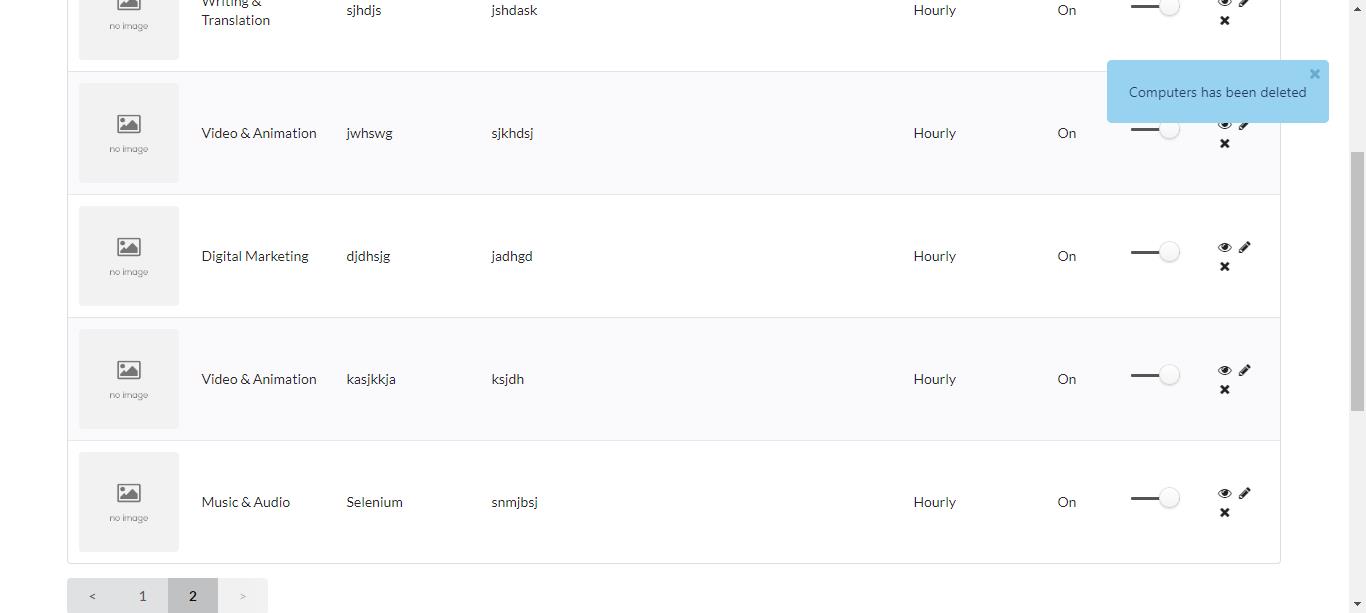 Writing &
Translation
sjhdjs
jshdask
Hourly
On
no image
Computers has been deleted
Video & Animation
jwhswg
sjkhdsj
Hourly
On
no image
Digital Marketing
djdhsjg
jadhgd
Hourly
On
no image
Video & Animation
kasjkkja
ksjdh
Hourly
On
no image
Music & Audio
Selenium
snmjbsj
Hourly
On
no image
< 1 2 >